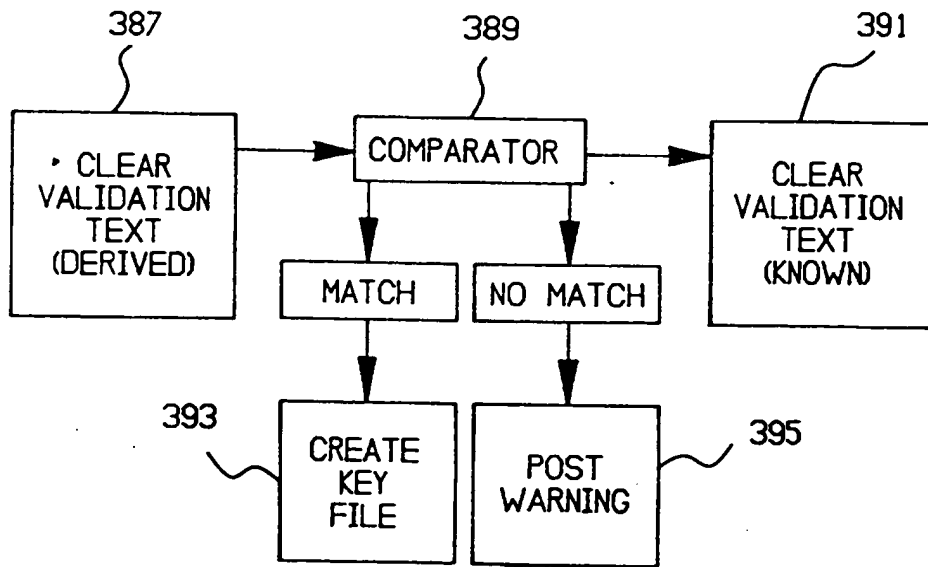 387
389
391
CLEAR
VALIDATION
TEXT
(DERIVED)
COMPARATOR
CLEAR
VALIDATION
TEXT
(KNOWN)
MATCH
NO MATCH
393
CREATE
KEY
FILE
POST
WARNING
395